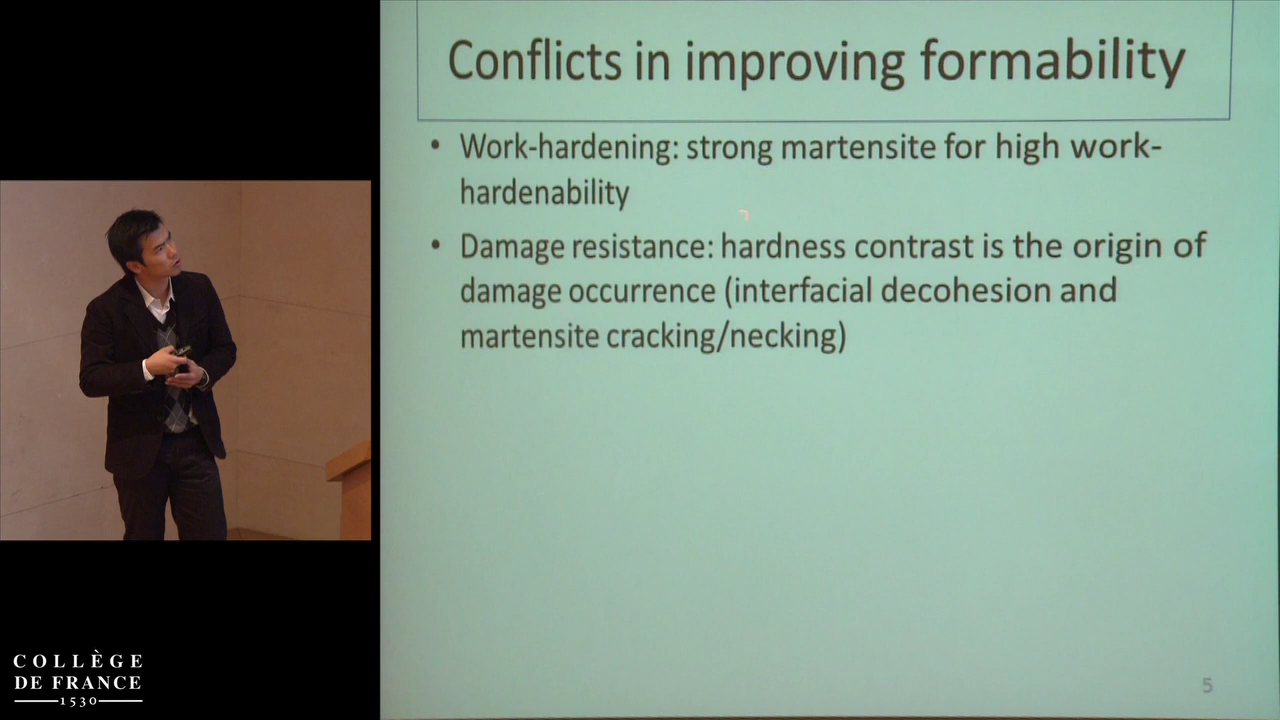 Conflicts in improving formability
• Work-hardening: strong martensite for high work-
hardenability
• Damage resistance: hardness contrast is the origin of
damage occurrence (interfacial decohesion and
martensite cracking/necking)
5
COLLÈGE
DE FRANCE
1530